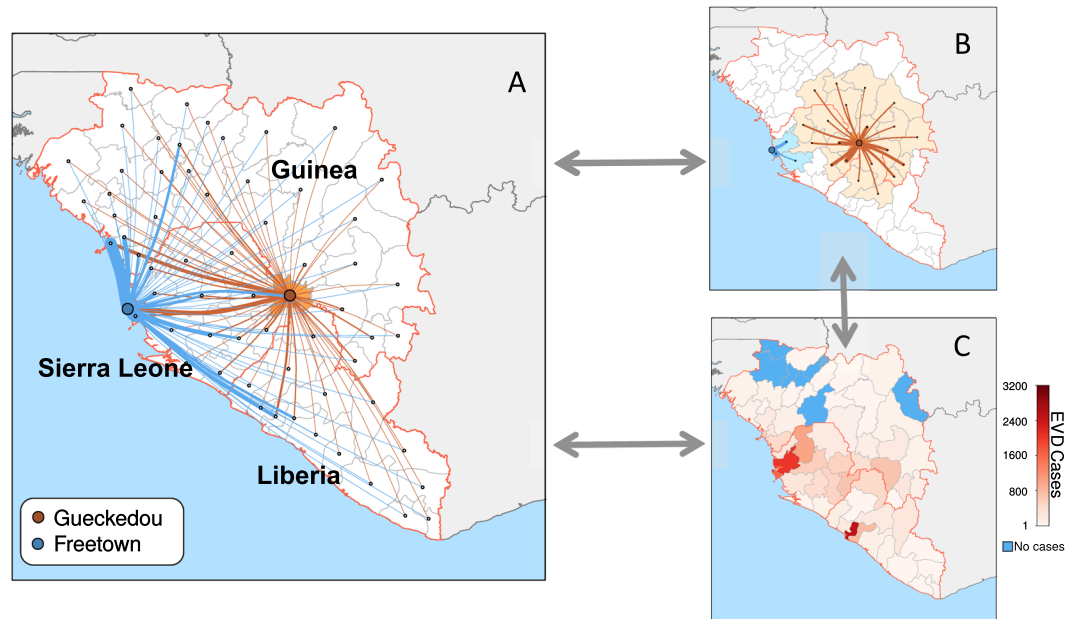 A
Guinea
Sierra Leone
Liberia
Gueckedou
Freetown
B
C
3200
2400
1600
800
1
EVD Cases
No cases